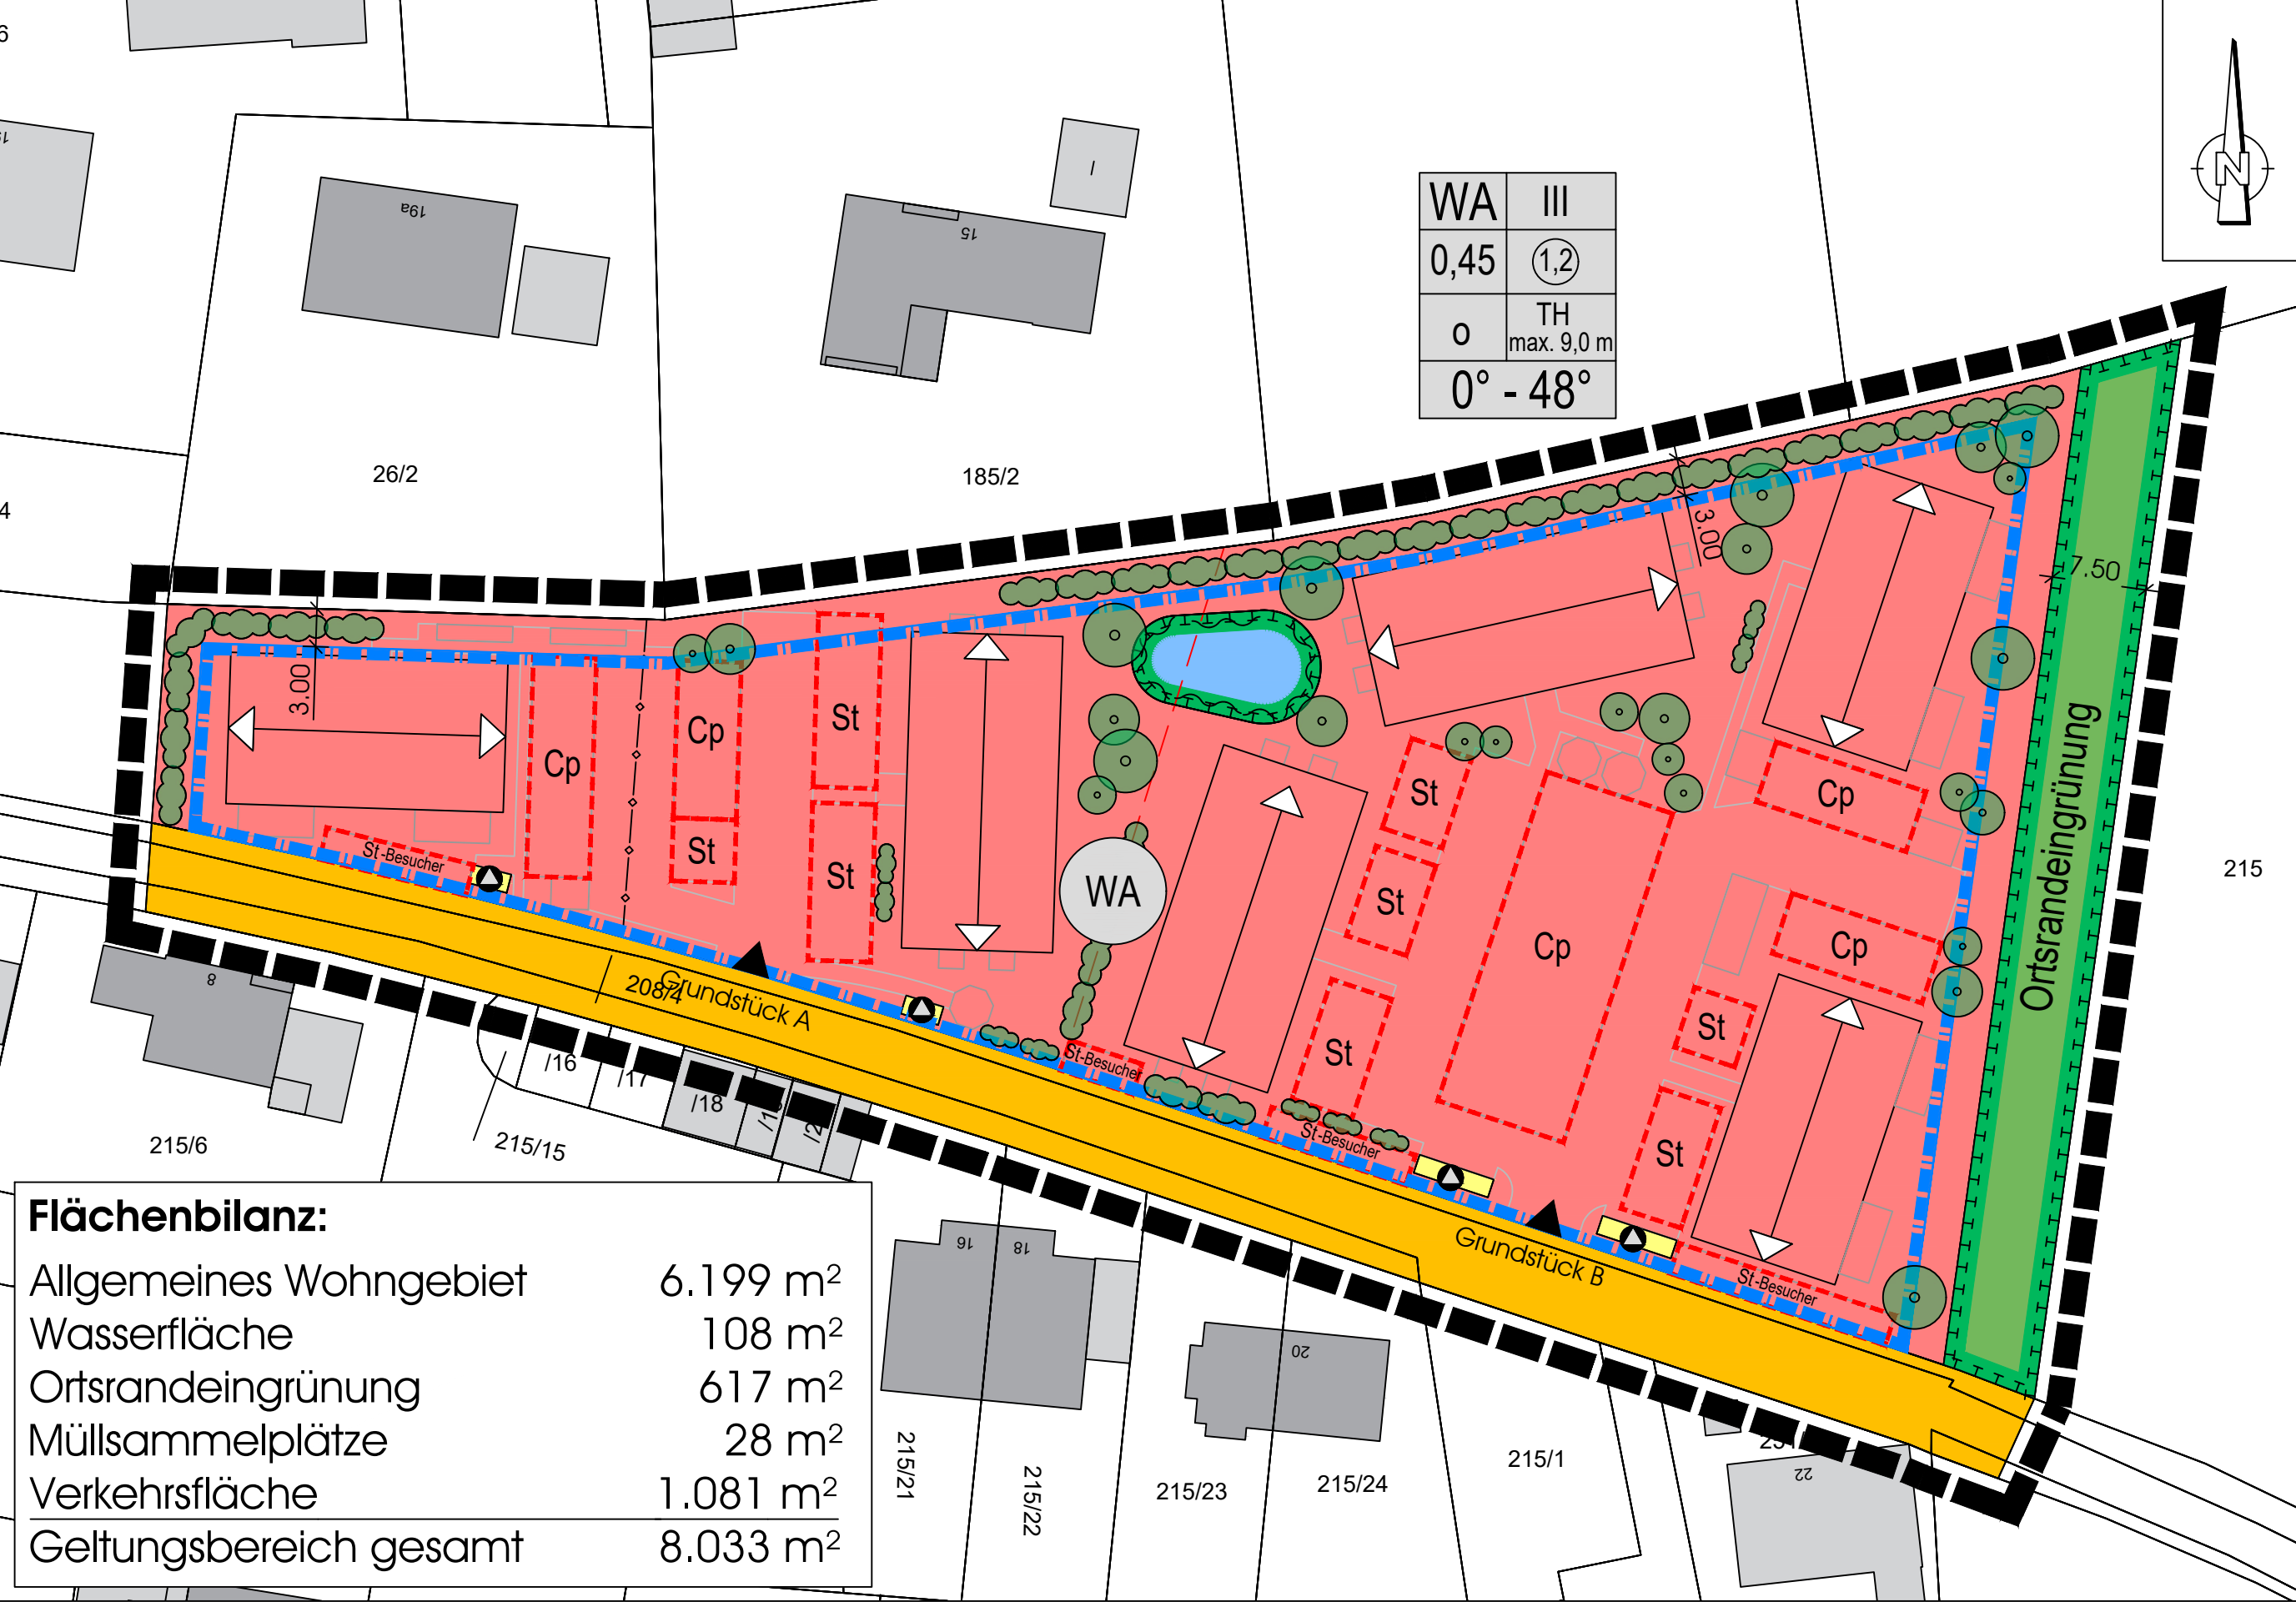 19a
15
I
26/2
185/2
WA III
0,45 1,2
o TH
max. 9,0 m
0° - 48°
N
3.00
3.00
7.50
Cp
Cp
St
St
St
St-Besucher
WA
St
St
St
Cp
Cp
Cp
St
St
St-Besucher
St-Besucher
St-Besucher
Ortsrandeingrünung
215
208/4
Grundstück A
Grundstück B
8
/16
/17
/18
215/6
215/15
16
18
20
22
215/21
215/22
215/23
215/24
215/1
Flächenbilanz:
Allgemeines Wohngebiet 6.199 m²
Wasserfläche 108 m²
Ortsrandeingrünung 617 m²
Müllsammelplätze 28 m²
Verkehrsfläche 1.081 m²
Geltungsbereich gesamt 8.033 m²